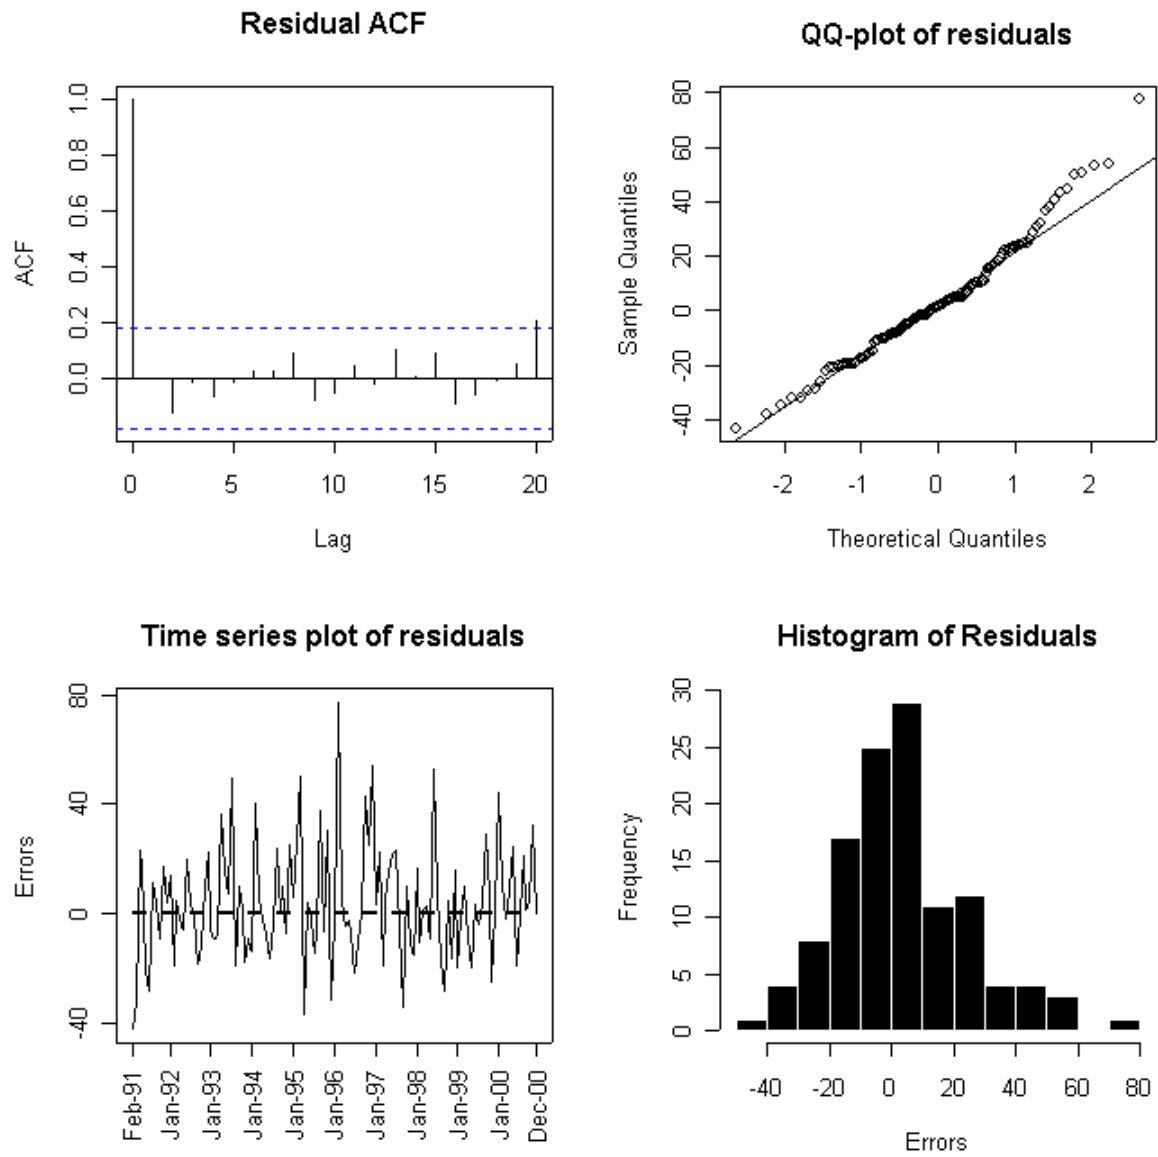 Residual ACF
ACF
1.0
0.8
0.6
0.4
0.2
0.0
0 5 10 15 20
Lag
QQ-plot of residuals
Sample Quantiles
80
60
40
20
0
-20
-40
-2 -1 0 1 2
Theoretical Quantiles
Time series plot of residuals
Errors
80
40
0
-40
Feb-91
Jan-92
Jan-93
Jan-94
Jan-95
Jan-96
Jan-97
Jan-98
Jan-99
Jan-00
Dec-00
Histogram of Residuals
Frequency
30
25
20
15
10
5
0
-40 -20 0 20 40 60 80
Errors